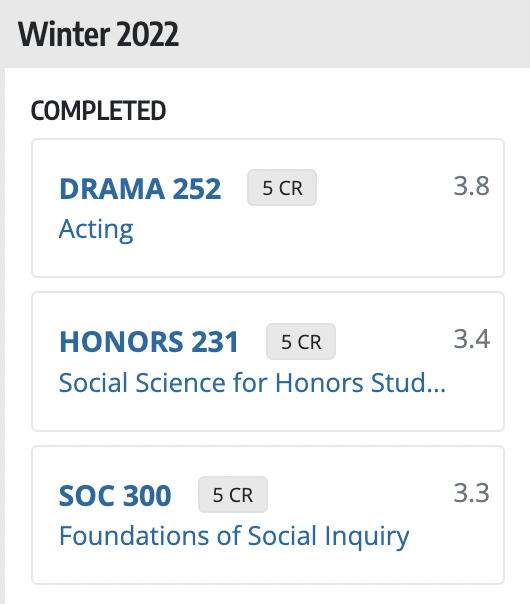 Winter 2022
COMPLETED
DRAMA 252 5 CR 3.8
Acting
HONORS 231 5 CR 3.4
Social Science for Honors Stud...
SOC 300 5 CR 3.3
Foundations of Social Inquiry